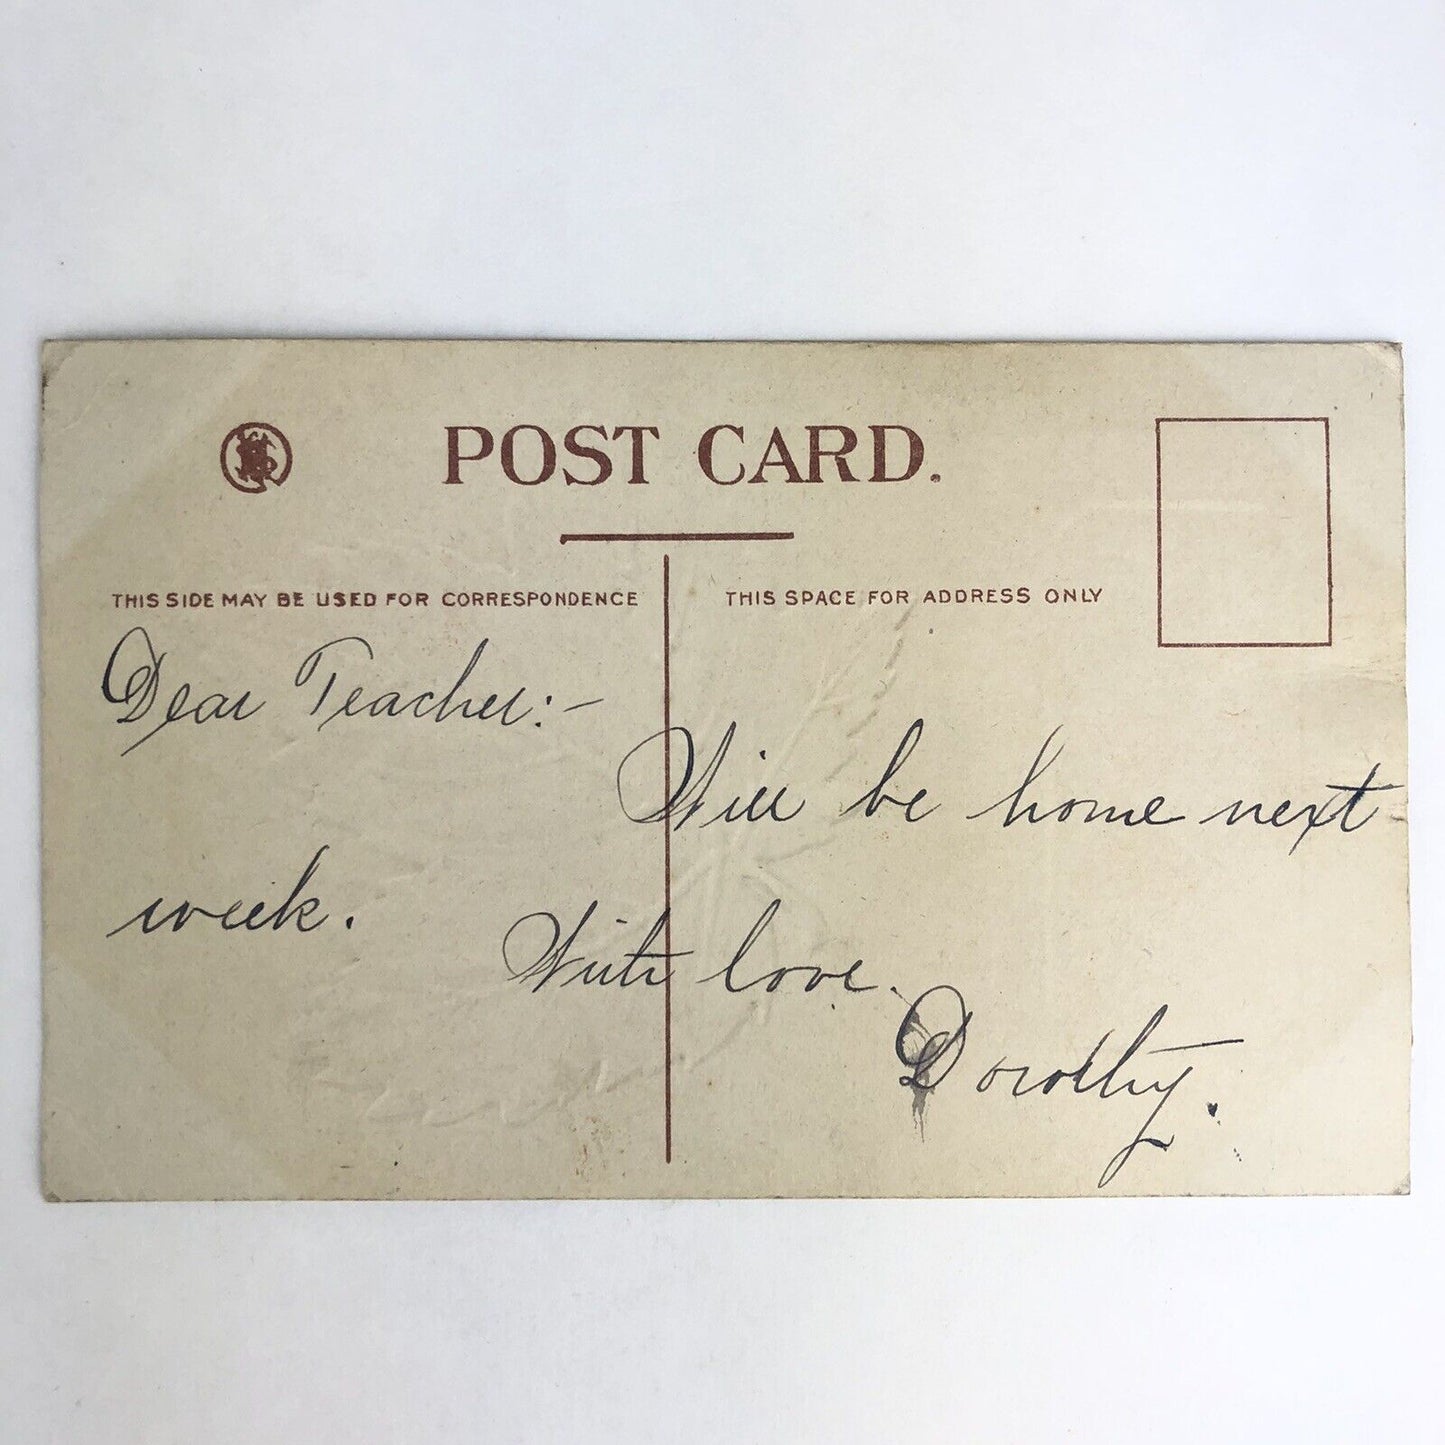 POST CARD.
THIS SIDE MAY BE USED FOR CORRESPONDENCE
THIS SPACE FOR ADDRESS ONLY
Dear Teacher:-
Will be home next
week.
With love.
Dorothy.